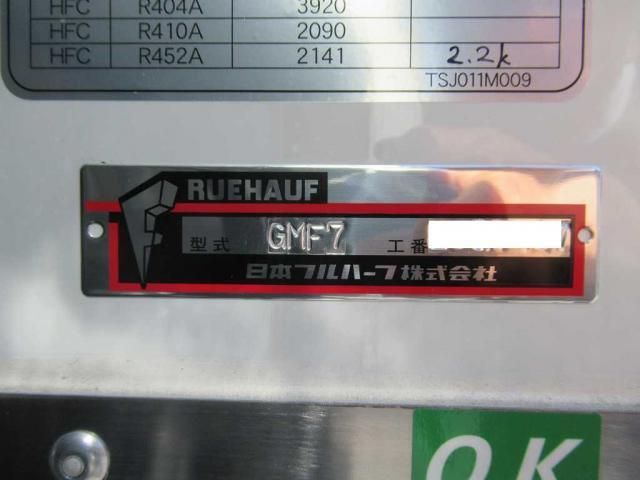 HFC R404A 3920
HFC R410A 2090
HFC R452A 2141 2.2k
TSJ011M009
RUEHAUF
型式 GMF7 工番
日本フルハーフ株式会社
OK